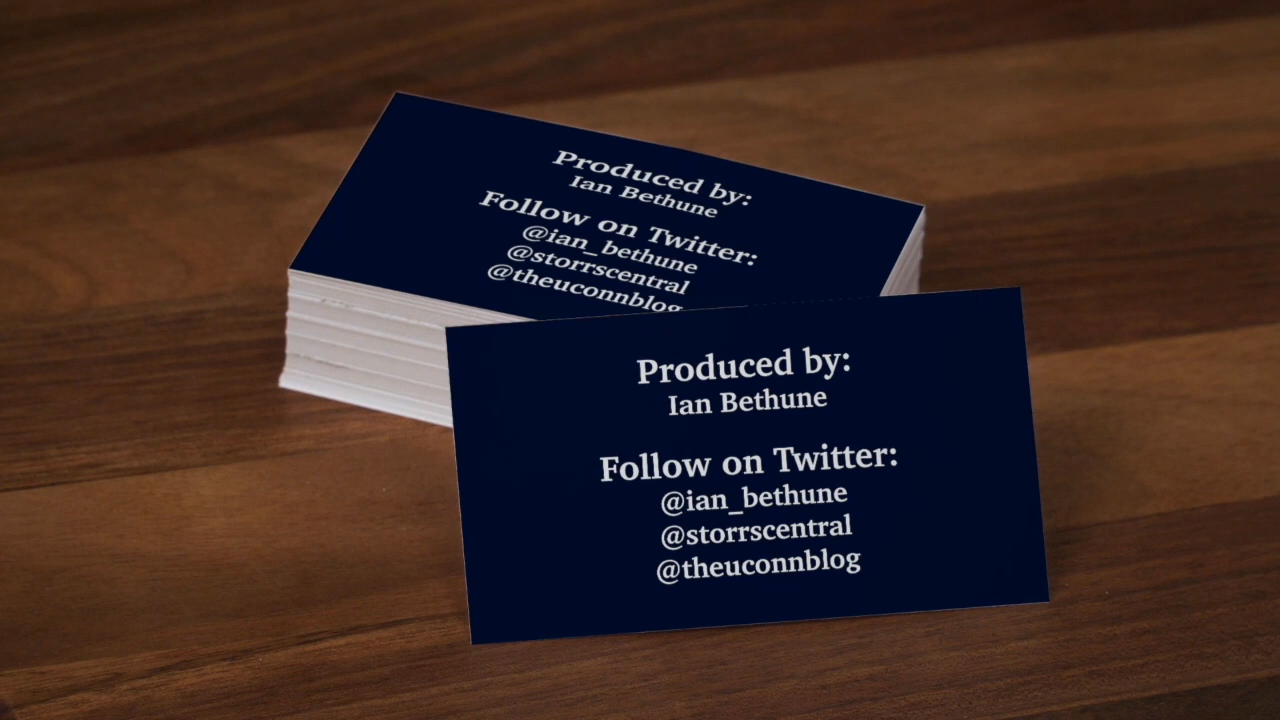 Produced by:
Ian Bethune
Follow on Twitter:
@ian_bethune
@storrscentral
@theuconnblog
Produced by:
Ian Bethune
Follow on Twitter:
@ian_bethune
@storrscentral
@theuconnblog